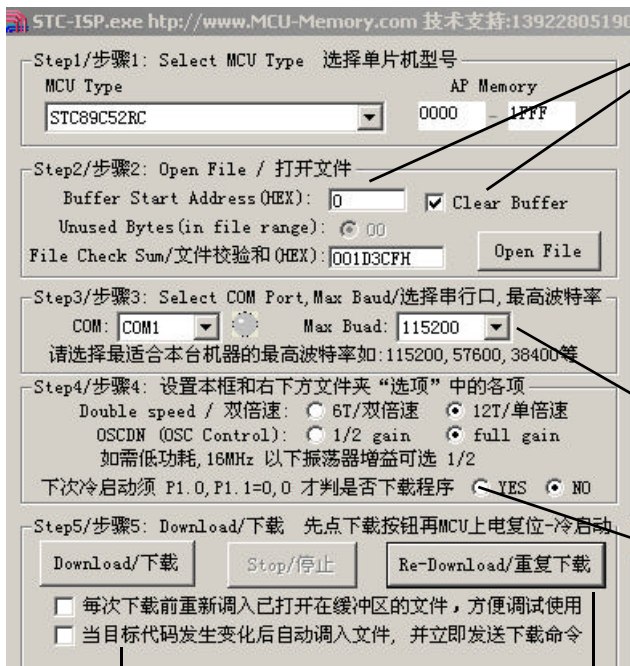 STC-ISP.exe htp://www.MCU-Memory.com 技术支持:13922805190
Step1/步骤1: Select MCU Type 选择单片机型号
MCU Type AP Memory
STC89C52RC 0000 - 1FFF
Step2/步骤2: Open File / 打开文件
Buffer Start Address(HEX): 0 Clear Buffer
Unused Bytes(in file range): 00
File Check Sum/文件校验和(HEX): 001D3CFH Open File
Step3/步骤3: Select COM Port,Max Baud/选择串行口,最高波特率
COM: COM1 Max Buad: 115200
请选择最适合本台机器的最高波特率如:115200,57600,38400等
Step4/步骤4: 设置本框和右下方文件夹“选项”中的各项
Double speed / 双倍速: 6T/双倍速 12T/单倍速
OSCDN (OSC Control): 1/2 gain full gain
如需低功耗,16MHz 以下振荡器增益可选 1/2
下次冷启动须 P1.0,P1.1=0,0 才判是否下载程序 YES NO
Step5/步骤5: Download/下载 先点下载按钮再MCU上电复位-冷启动
Download/下载 Stop/停止 Re-Download/重复下载
每次下载前重新调入已打开在缓冲区的文件，方便调试使用
当目标代码发生变化后自动调入文件, 并立即发送下载命令